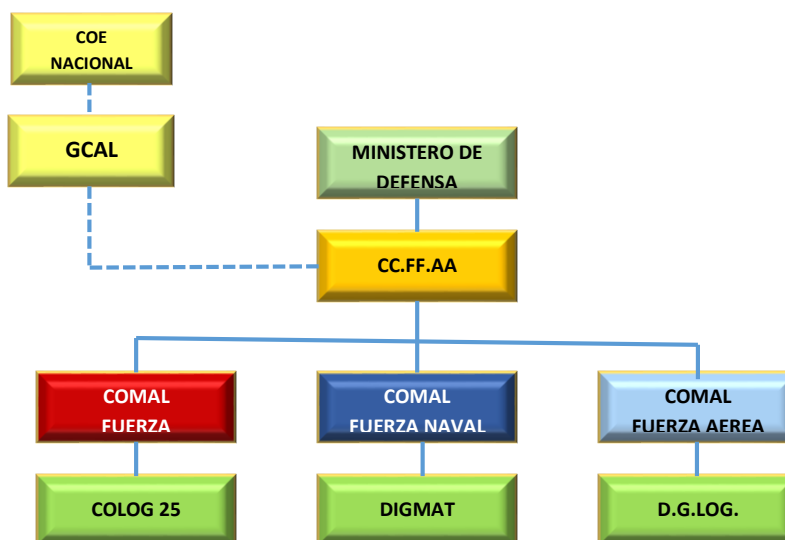 COE
NACIONAL
GCAL
MINISTERO DE
DEFENSA
CC.FF.AA
COMAL
FUERZA
COMAL
FUERZA NAVAL
COMAL
FUERZA AEREA
COLOG 25
DIGMAT
D.G.LOG.